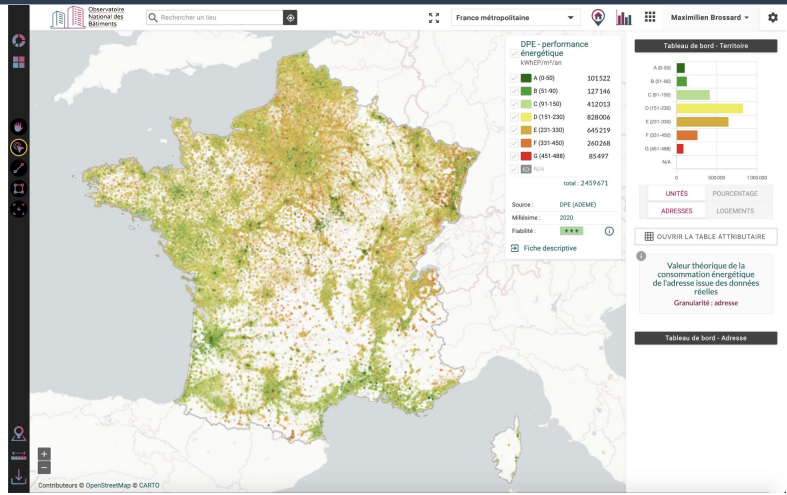 Observatoire
National des
Bâtiments
Rechercher un lieu
France métropolitaine
Maximilien Brossard
DPE - performance
énergétique
kWhEP/m²/an
A (0-50) 101522
B (51-90) 127146
C (91-150) 412013
D (151-230) 828006
E (231-330) 645219
F (331-450) 260268
G (451-488) 85497
N/A
total : 2459671
Source : DPE (ADEME)
Millésime : 2020
Fiabilité : +++
Fiche descriptive
Tableau de bord - Territoire
A (0-50)
B (51-90)
C (91-150)
D (151-230)
E (231-330)
F (331-450)
G (451-488)
N/A
0 500000 1000000
UNITÉS POURCENTAGE
ADRESSES LOGEMENTS
OUVRIR LA TABLE ATTRIBUTAIRE
Valeur théorique de la
consommation énergétique
de l'adresse issue des données
réelles
Granularité : adresse
Tableau de bord - Adresse
+
−
Contributeurs © OpenStreetMap © CARTO